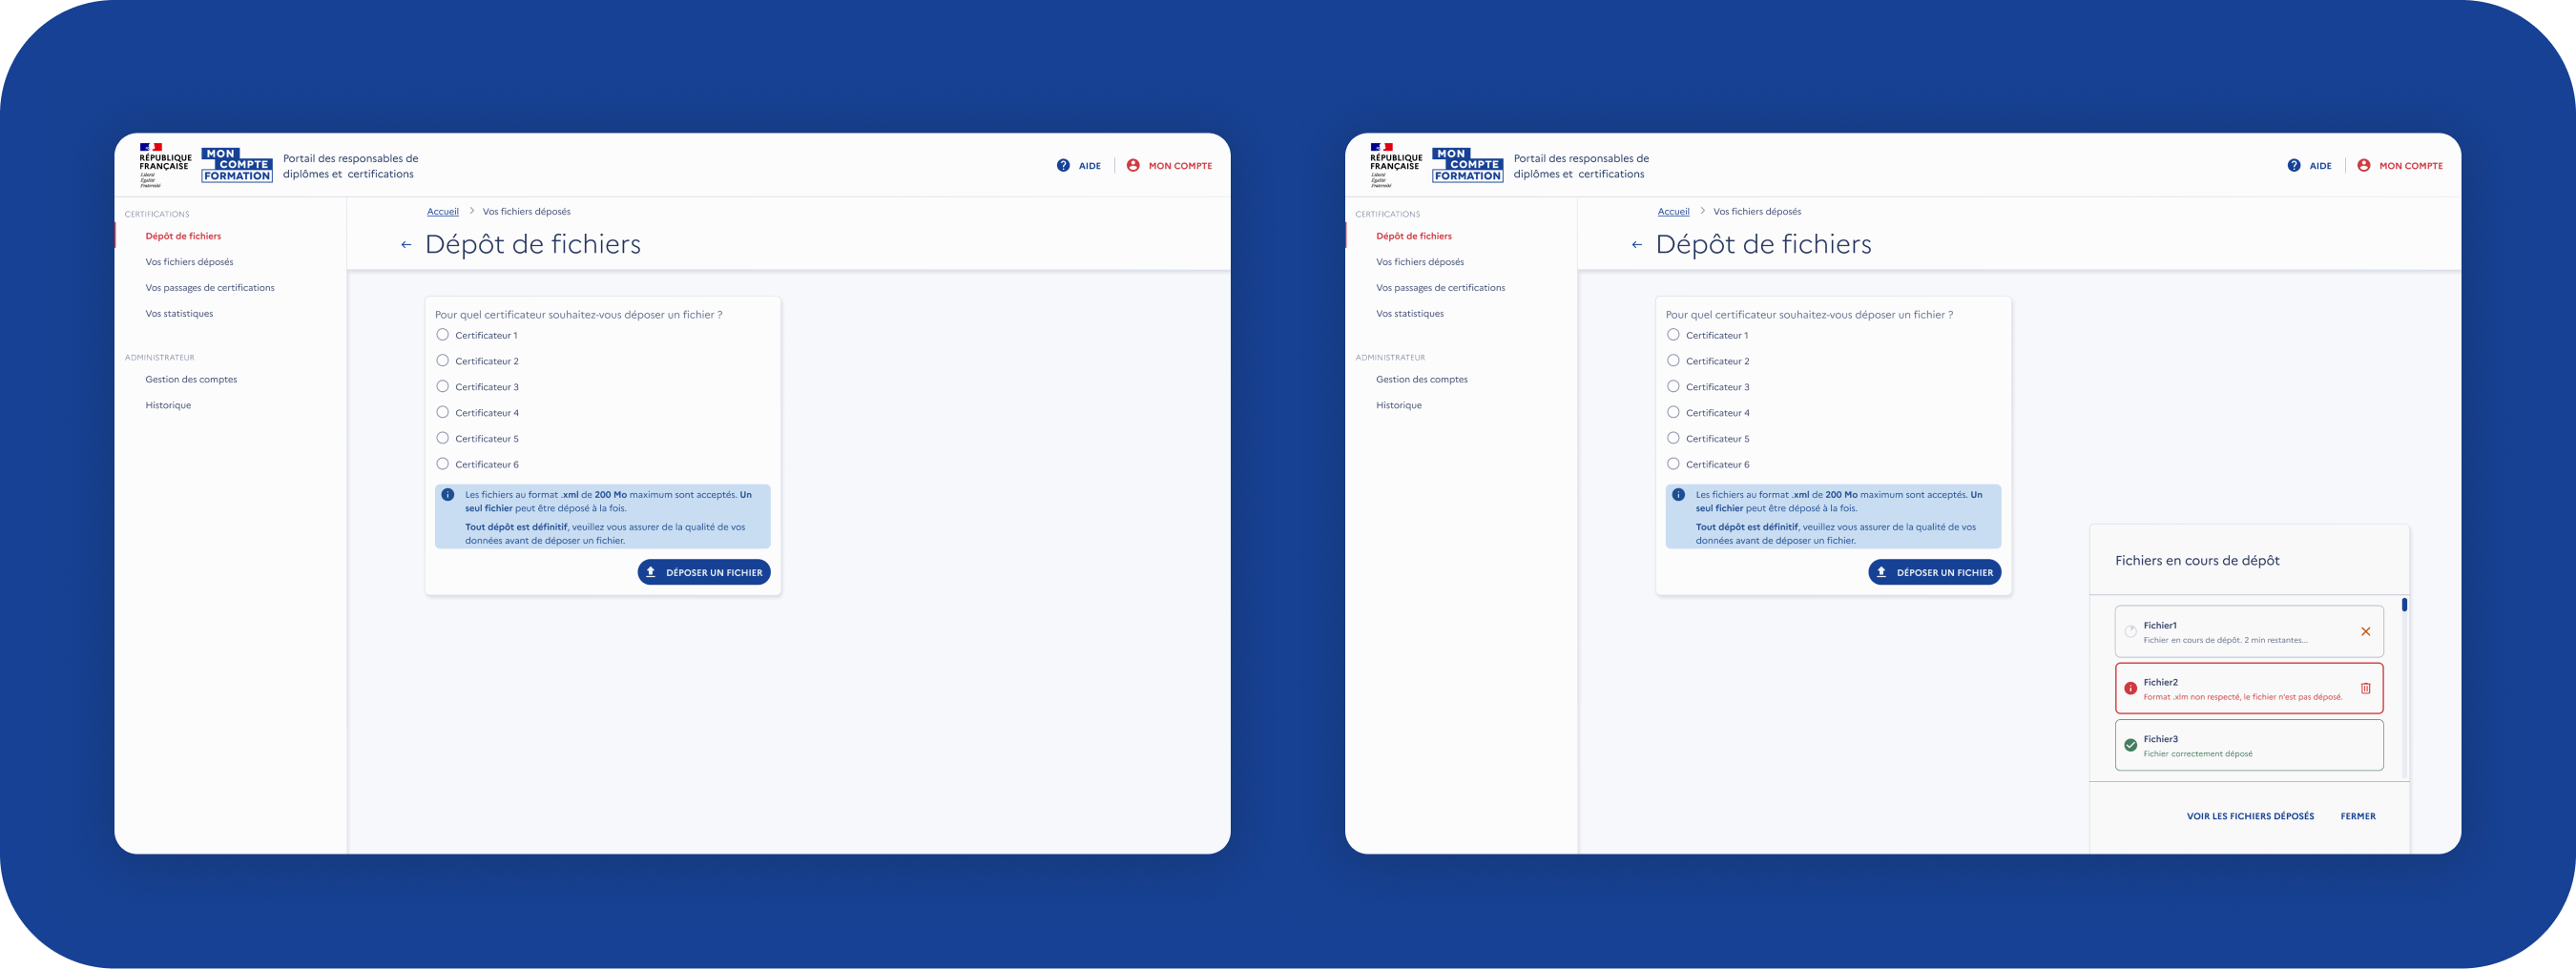 RÉPUBLIQUE
FRANÇAISE
Liberté
Égalité
Fraternité
MON
COMPTE
FORMATION
Portail des responsables de
diplômes et certifications
AIDE
MON COMPTE
CERTIFICATIONS
Dépôt de fichiers
Vos fichiers déposés
Vos passages de certifications
Vos statistiques
ADMINISTRATEUR
Gestion des comptes
Historique
Accueil > Vos fichiers déposés
← Dépôt de fichiers
Pour quel certificateur souhaitez-vous déposer un fichier ?
Certificateur 1
Certificateur 2
Certificateur 3
Certificateur 4
Certificateur 5
Certificateur 6
Les fichiers au format .xml de 200 Mo maximum sont acceptés. Un
seul fichier peut être déposé à la fois.
Tout dépôt est définitif, veuillez vous assurer de la qualité de vos
données avant de déposer un fichier.
DÉPOSER UN FICHIER
RÉPUBLIQUE
FRANÇAISE
Liberté
Égalité
Fraternité
MON
COMPTE
FORMATION
Portail des responsables de
diplômes et certifications
AIDE
MON COMPTE
CERTIFICATIONS
Dépôt de fichiers
Vos fichiers déposés
Vos passages de certifications
Vos statistiques
ADMINISTRATEUR
Gestion des comptes
Historique
Accueil > Vos fichiers déposés
← Dépôt de fichiers
Pour quel certificateur souhaitez-vous déposer un fichier ?
Certificateur 1
Certificateur 2
Certificateur 3
Certificateur 4
Certificateur 5
Certificateur 6
Les fichiers au format .xml de 200 Mo maximum sont acceptés. Un
seul fichier peut être déposé à la fois.
Tout dépôt est définitif, veuillez vous assurer de la qualité de vos
données avant de déposer un fichier.
DÉPOSER UN FICHIER
Fichiers en cours de dépôt
Fichier1
Fichier en cours de dépôt. 2 min restantes...
Fichier2
Format .xlm non respecté, le fichier n'est pas déposé.
Fichier3
Fichier correctement déposé
VOIR LES FICHIERS DÉPOSÉS
FERMER